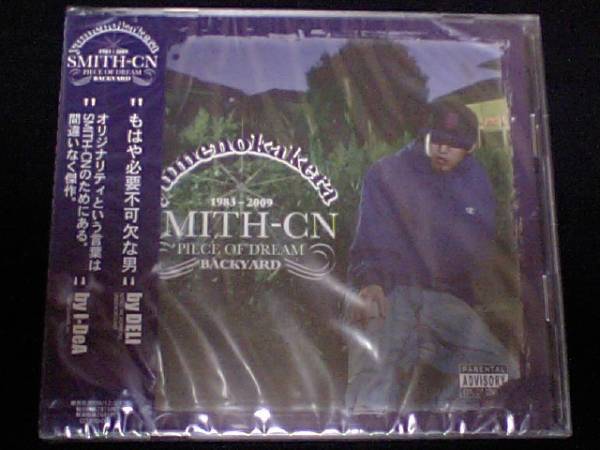 yumenokakera
1983-2009
SMITH-CN
PIECE OF DREAM
BACKYARD
"もはや必要不可欠な男" by DELI
"オリジナリティという言葉は
SMITH-CNのためにある。
間違いなく傑作。" by I-DeA
yumenokakera
1983-2009
SMITH-CN
PIECE OF DREAM
BACKYARD
PARENTAL
ADVISORY